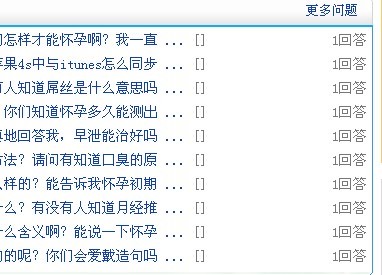 更多问题
怎样才能怀孕啊？我一直 ... [] 1回答
果4s中与itunes怎么同步 ... [] 1回答
人知道屌丝是什么意思吗 ... [] 1回答
你们知道怀孕多久能测出 ... [] 1回答
地回答我，早泄能治好吗 ... [] 1回答
方法？请问有知道口臭的原 ... [] 1回答
么样的？能告诉我怀孕初期 ... [] 1回答
什么？有没有人知道月经推 ... [] 1回答
什么含义啊？能说一下怀孕 ... [] 1回答
的呢？你们会爱戴造句吗 ... [] 1回答